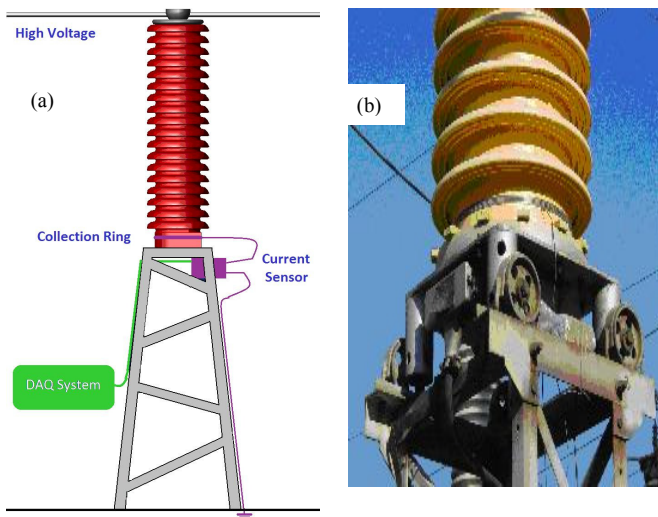 High Voltage
(a)
(b)
Collection Ring
Current
Sensor
DAQ System